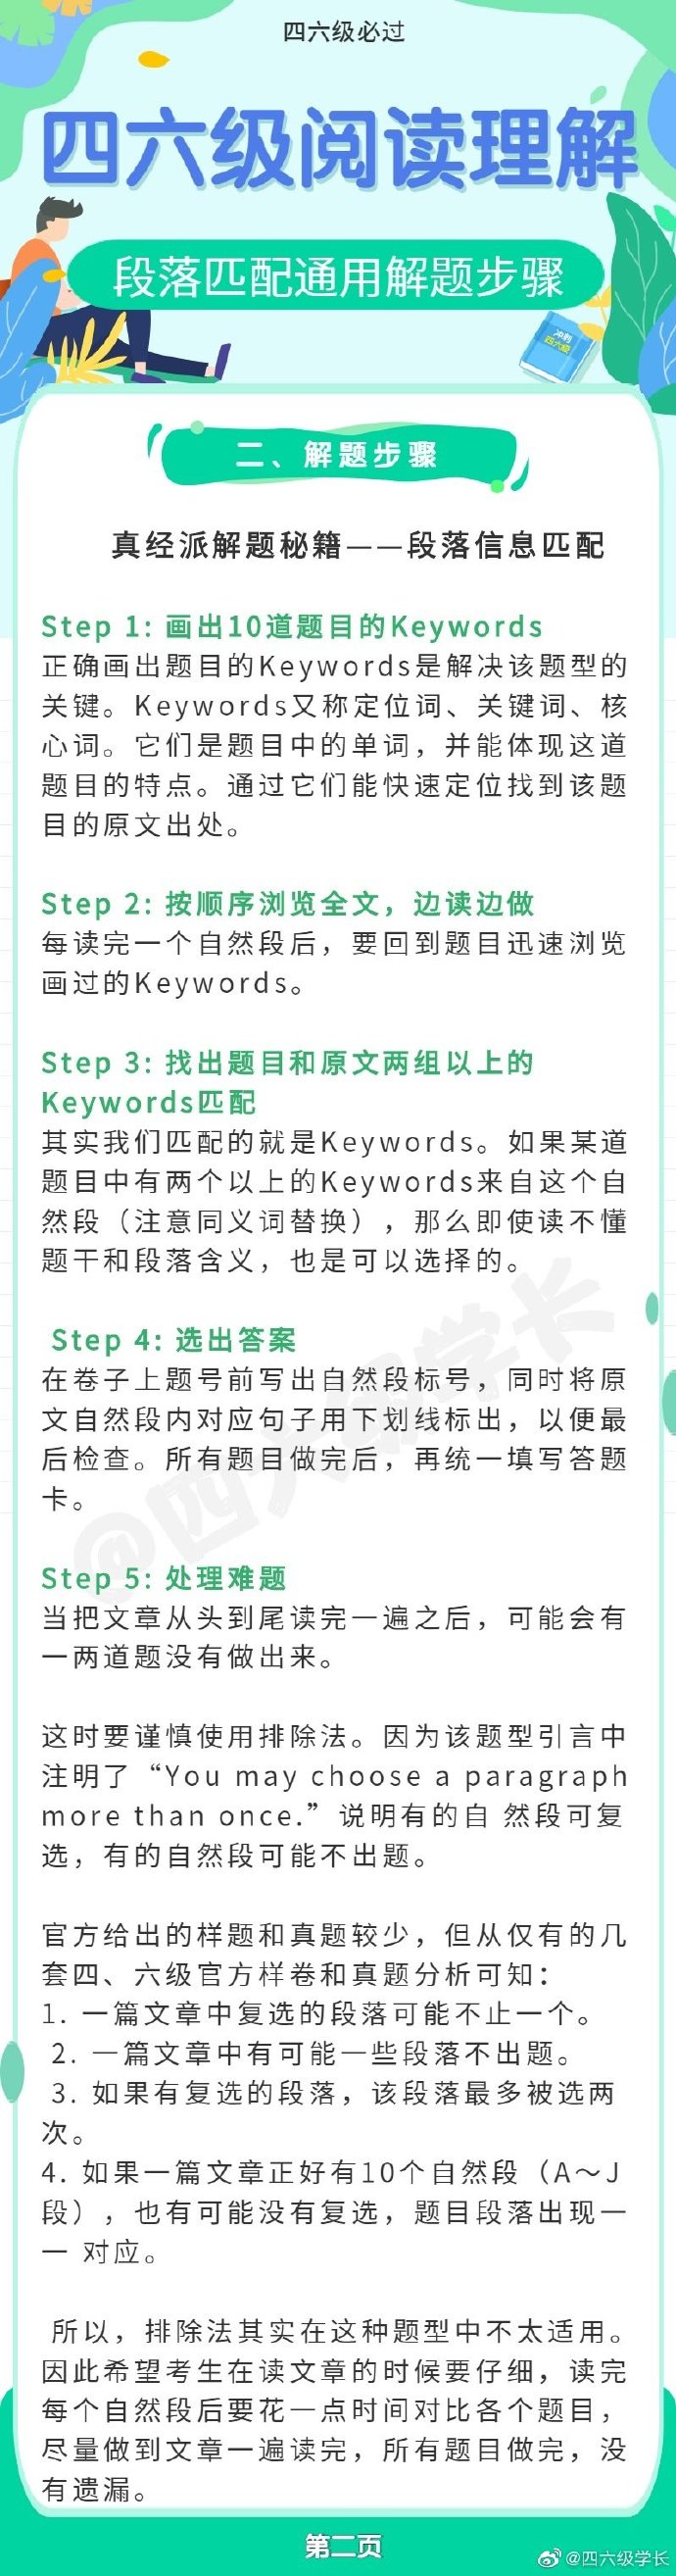 四六级必过
四六级阅读理解
段落匹配通用解题步骤
冲刺
四六级
二、解题步骤
真经派解题秘籍——段落信息匹配
Step 1: 画出10道题目的Keywords
正确画出题目的Keywords是解决该题型的
关键。Keywords又称定位词、关键词、核
心词。它们是题目中的单词，并能体现这道
题目的特点。通过它们能快速定位找到该题
目的原文出处。
Step 2: 按顺序浏览全文，边读边做
每读完一个自然段后，要回到题目迅速浏览
画过的Keywords。
Step 3: 找出题目和原文两组以上的
Keywords匹配
其实我们匹配的就是Keywords。如果某道
题目中有两个以上的Keywords来自这个自
然段（注意同义词替换），那么即使读不懂
题干和段落含义，也是可以选择的。
Step 4: 选出答案
在卷子上题号前写出自然段标号，同时将原
文自然段内对应句子用下划线标出，以便最
后检查。所有题目做完后，再统一填写答题
卡。
@四六级学长
Step 5: 处理难题
当把文章从头到尾读完一遍之后，可能会有
一两道题没有做出来。
这时要谨慎使用排除法。因为该题型引言中
注明了“You may choose a paragraph
more than once.”说明有的自 然段可复
选，有的自然段可能不出题。
官方给出的样题和真题较少，但从仅有的几
套四、六级官方样卷和真题分析可知：
1. 一篇文章中复选的段落可能不止一个。
2. 一篇文章中有可能一些段落不出题。
3. 如果有复选的段落，该段落最多被选两
次。
4. 如果一篇文章正好有10个自然段（A～J
段），也有可能没有复选，题目段落出现一
一 对应。
所以，排除法其实在这种题型中不太适用。
因此希望考生在读文章的时候要仔细，读完
每个自然段后要花一点时间对比各个题目，
尽量做到文章一遍读完，所有题目做完，没
有遗漏。
第二页
@四六级学长